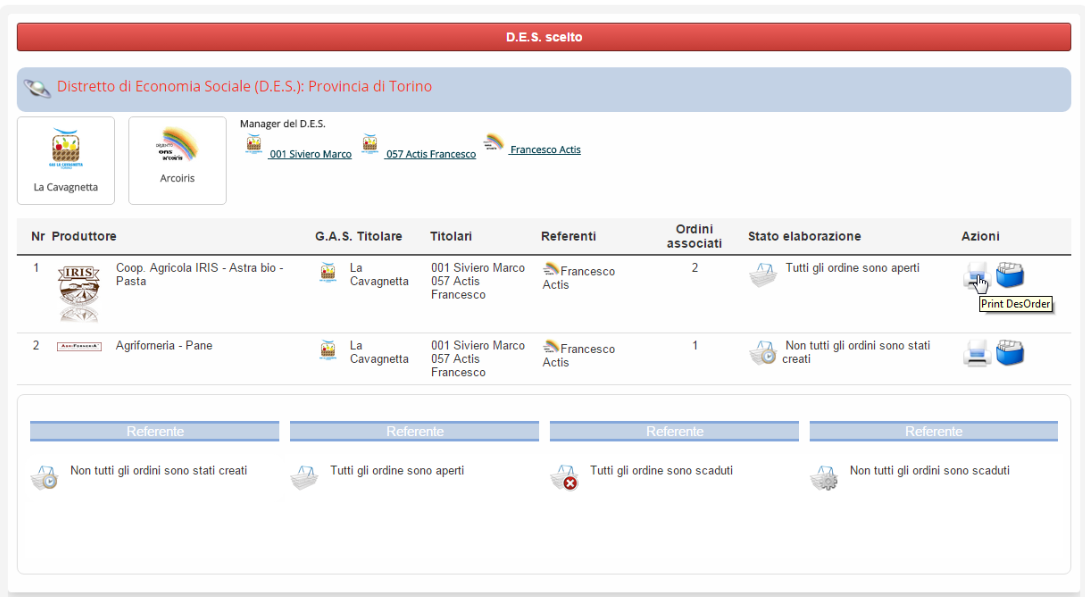 D.E.S. scelto
Distretto di Economia Sociale (D.E.S.): Provincia di Torino
Manager del D.E.S.
001 Siviero Marco 057 Actis Francesco Francesco Actis
La Cavagnetta
Arcoiris
Nr Produttore G.A.S. Titolare Titolari Referenti Ordini associati Stato elaborazione Azioni
1 IRIS Coop. Agricola IRIS - Astra bio - La 001 Siviero Marco Francesco 2 Tutti gli ordine sono aperti
Pasta Cavagnetta 057 Actis Actis
Francesco
Print DesOrder
2 Agriforneria - Pane La 001 Siviero Marco Francesco 1 Non tutti gli ordini sono stati
Cavagnetta 057 Actis Actis creati
Francesco
Referente Referente Referente Referente
Non tutti gli ordini sono stati creati Tutti gli ordine sono aperti Tutti gli ordine sono scaduti Non tutti gli ordini sono scaduti